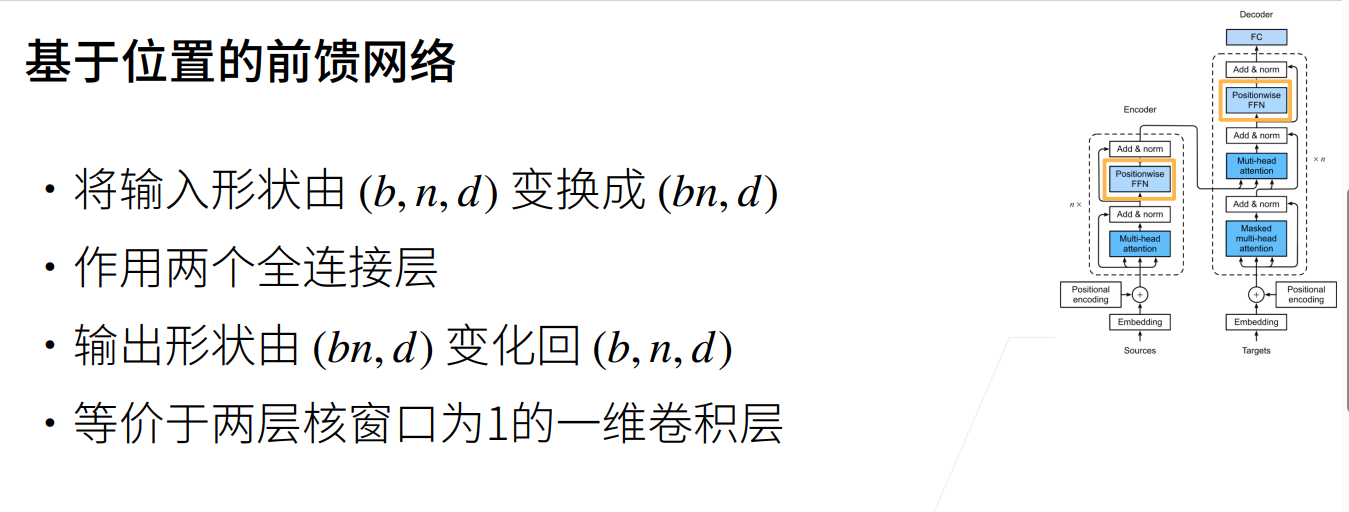 基于位置的前馈网络
• 将输入形状由 (b, n, d) 变换成 (bn, d)
• 作用两个全连接层
• 输出形状由 (bn, d) 变化回 (b, n, d)
• 等价于两层核窗口为1的一维卷积层
Encoder
Add & norm
Positionwise
FFN
n×
Add & norm
Multi-head
attention
Positional
encoding
+
Embedding
Sources
Decoder
FC
Add & norm
Positionwise
FFN
Add & norm
Muti-head
attention
× n
Add & norm
Masked
multi-head
attention
+
Positional
encoding
Embedding
Targets